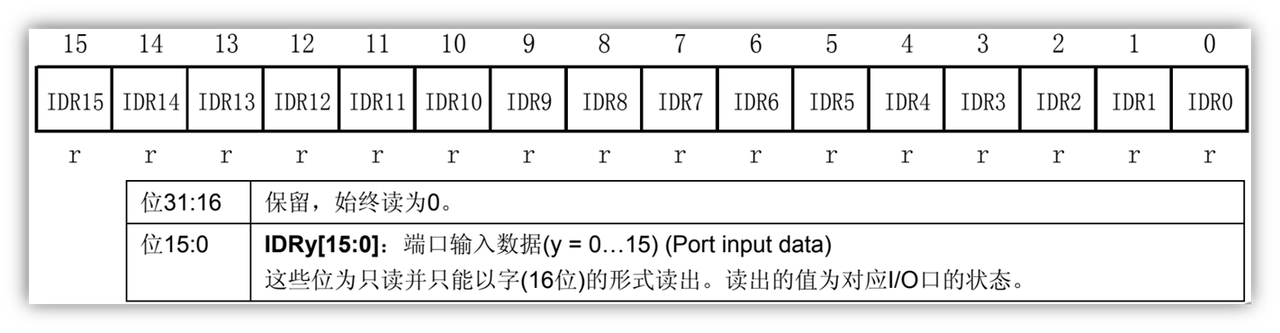 15 14 13 12 11 10 9 8 7 6 5 4 3 2 1 0
IDR15 IDR14 IDR13 IDR12 IDR11 IDR10 IDR9 IDR8 IDR7 IDR6 IDR5 IDR4 IDR3 IDR2 IDR1 IDR0
r r r r r r r r r r r r r r r r
位31:16 保留，始终读为0。
位15:0 IDRy[15:0]：端口输入数据(y = 0…15) (Port input data)
这些位为只读并只能以字(16位)的形式读出。读出的值为对应I/O口的状态。